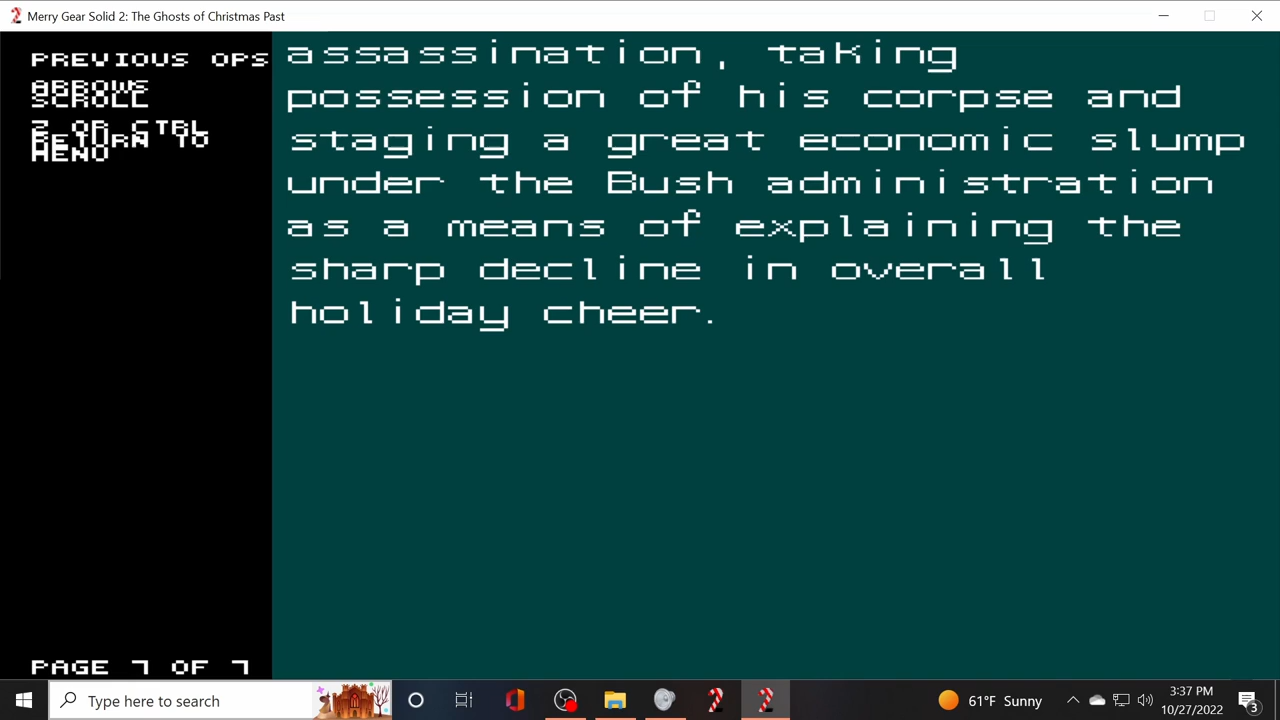 Merry Gear Solid 2: The Ghosts of Christmas Past
PREVIOUS OPS
ARROWS
SCROLL
Z OR CTRL
RETURN TO
MENU
PAGE 7 OF 7
assassination, taking
possession of his corpse and
staging a great economic slump
under the Bush administration
as a means of explaining the
sharp decline in overall
holiday cheer.
Type here to search
61°F Sunny
3:37 PM
10/27/2022
3